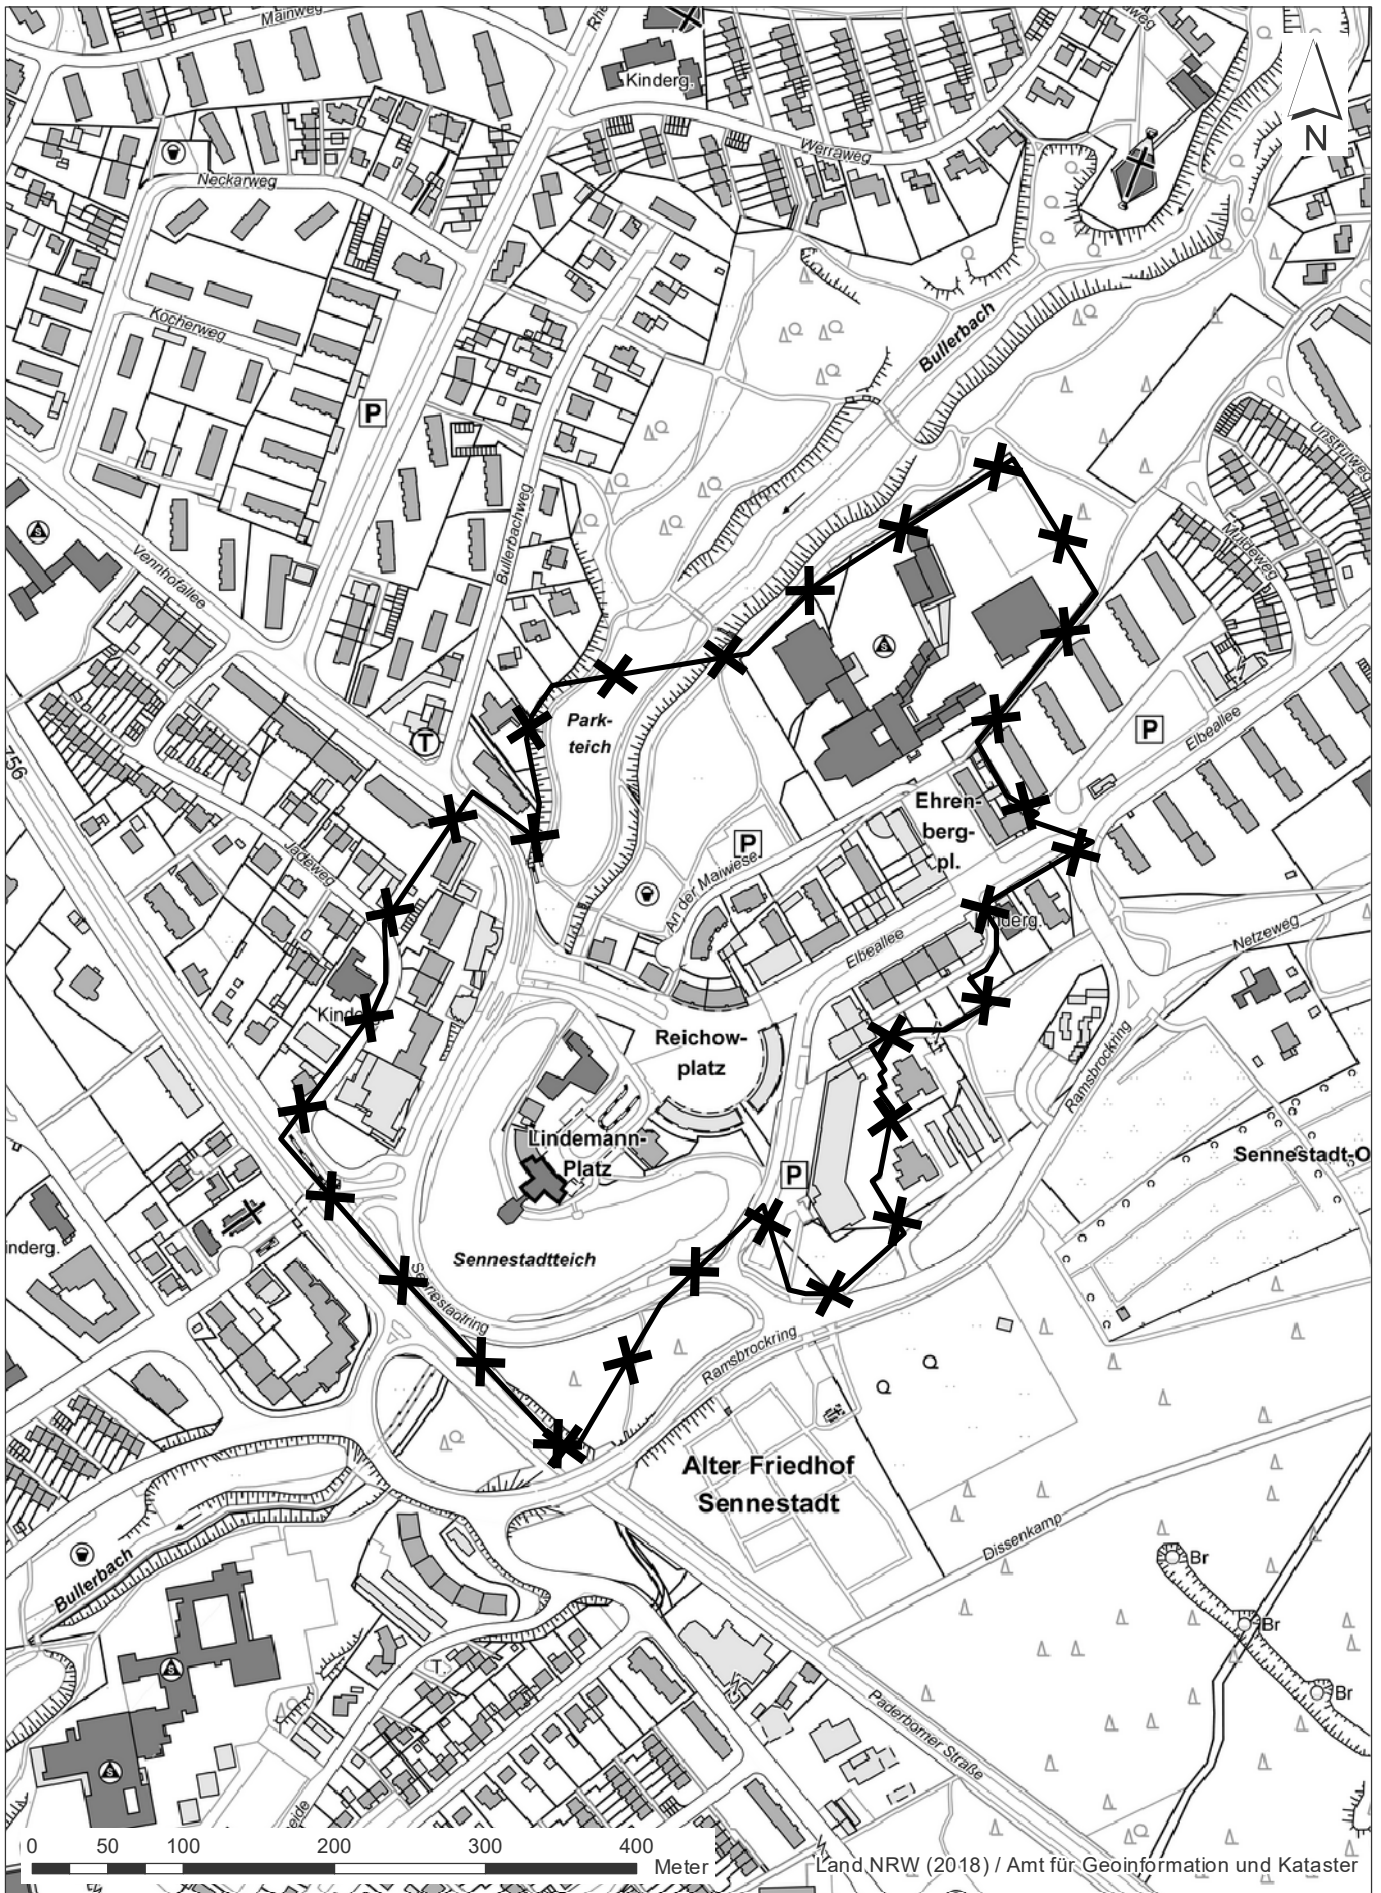 Mainweg
Kinderg.
N
Werraweg
Neckarweg
Kocherweg
Bullerbach
P
Unstrutweg
Bullerbachweg
Vennhofallee
Park-
teich
T
P
Elbeallee
Ehren-
berg-
pl.
P
An der Maiwiese
Jadeweg
derg.
Elbeallee
Netzeweg
Kinderg.
Reichow-
platz
Ramsbrockring
Lindemann-
Platz
P
Sennestadt-O
inderg.
Sennestadtteich
Sennestadtring
Ramsbrockring
Alter Friedhof
Sennestadt
Dissenkamp
Br
Bullerbach
Br
T.
Br
Paderborner Straße
eide
0 50 100 200 300 400
Meter
Land NRW (2018) / Amt für Geoinformation und Kataster